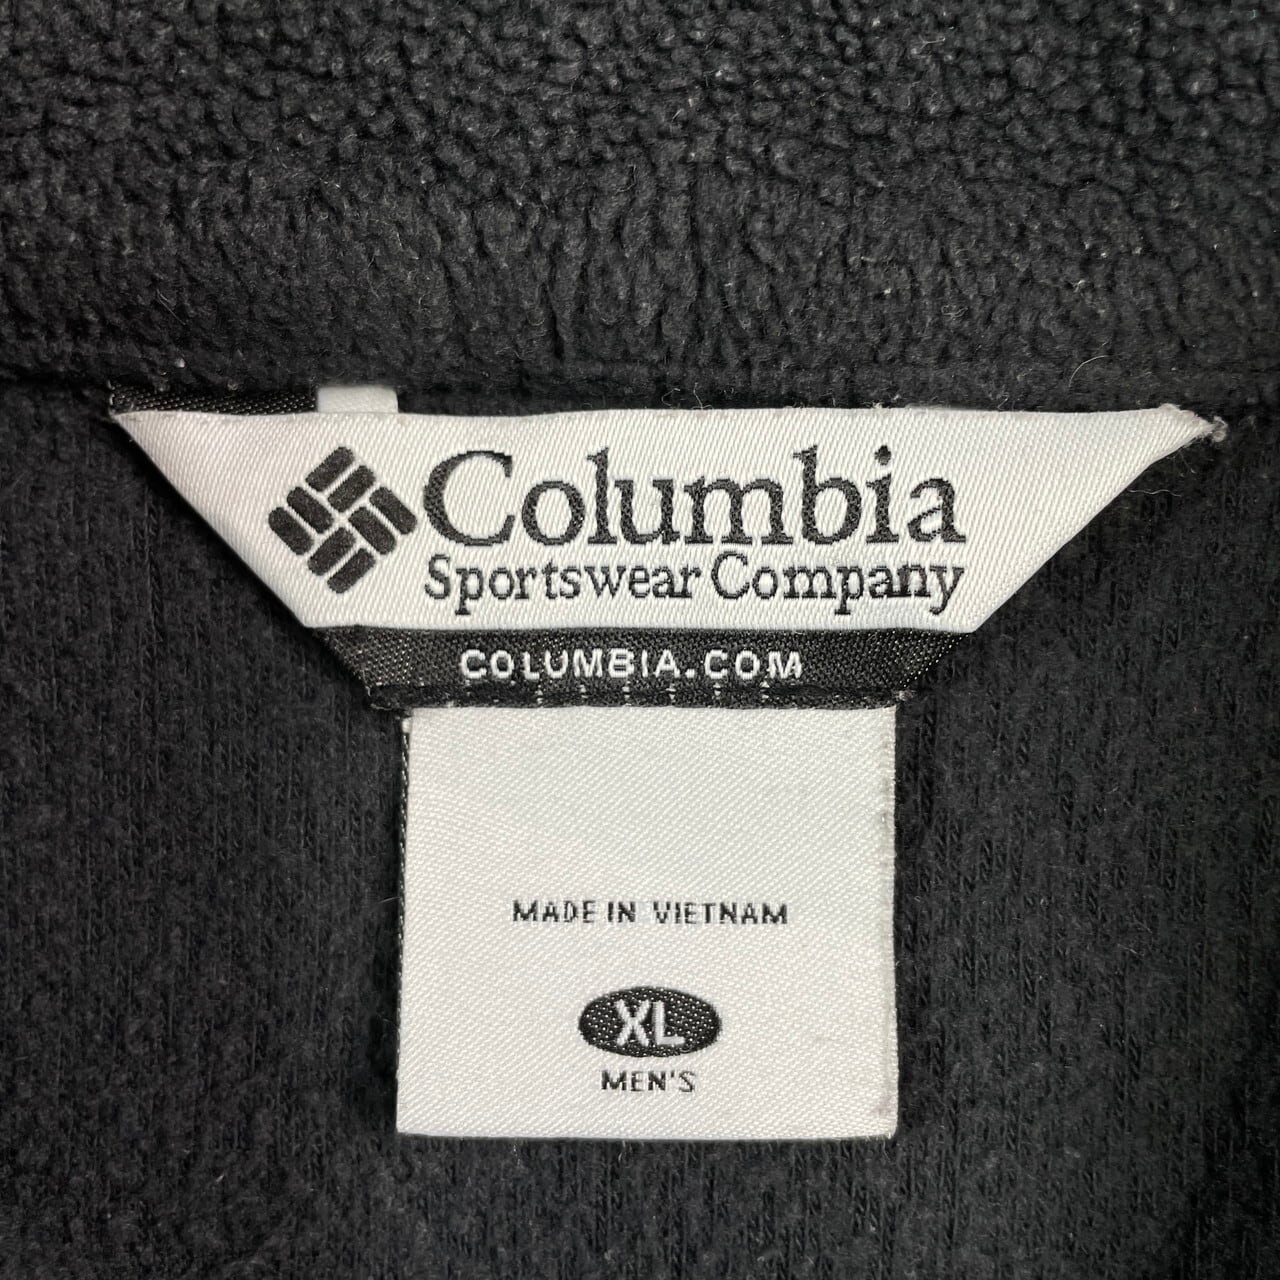 Columbia
Sportswear Company
COLUMBIA.COM
MADE IN VIETNAM
XL
MEN'S